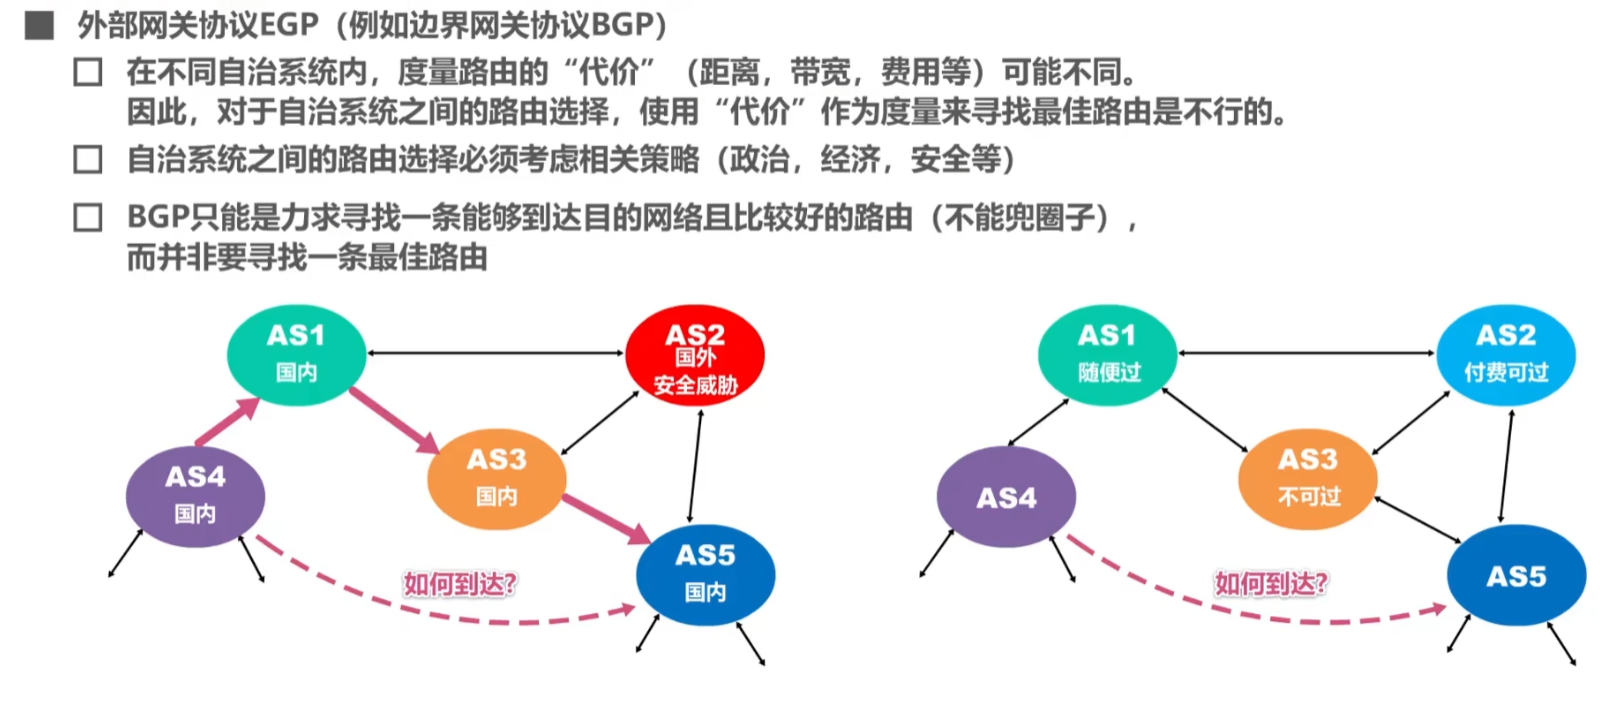 外部网关协议EGP（例如边界网关协议BGP）
在不同自治系统内，度量路由的“代价”（距离，带宽，费用等）可能不同。
因此，对于自治系统之间的路由选择，使用“代价”作为度量来寻找最佳路由是不行的。
自治系统之间的路由选择必须考虑相关策略（政治，经济，安全等）
BGP只能是力求寻找一条能够到达目的网络且比较好的路由（不能兜圈子），
而并非要寻找一条最佳路由
AS1
国内
AS2
国外
安全威胁
AS3
国内
AS4
国内
如何到达?
AS5
国内
AS1
随便过
AS2
付费可过
AS3
不可过
AS4
如何到达?
AS5